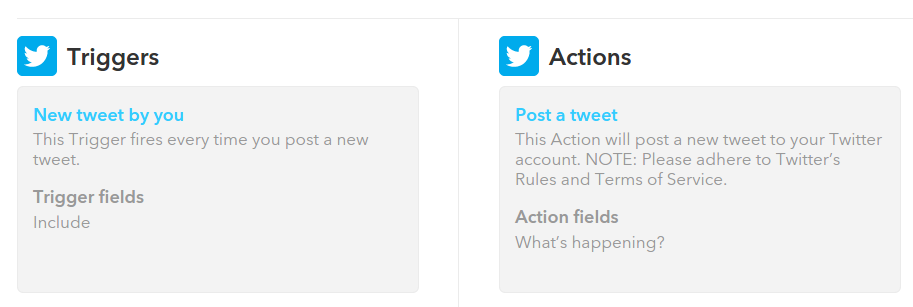 Triggers
New tweet by you
This Trigger fires every time you post a new
tweet.
Trigger fields
Include
Actions
Post a tweet
This Action will post a new tweet to your Twitter
account. NOTE: Please adhere to Twitter’s
Rules and Terms of Service.
Action fields
What’s happening?